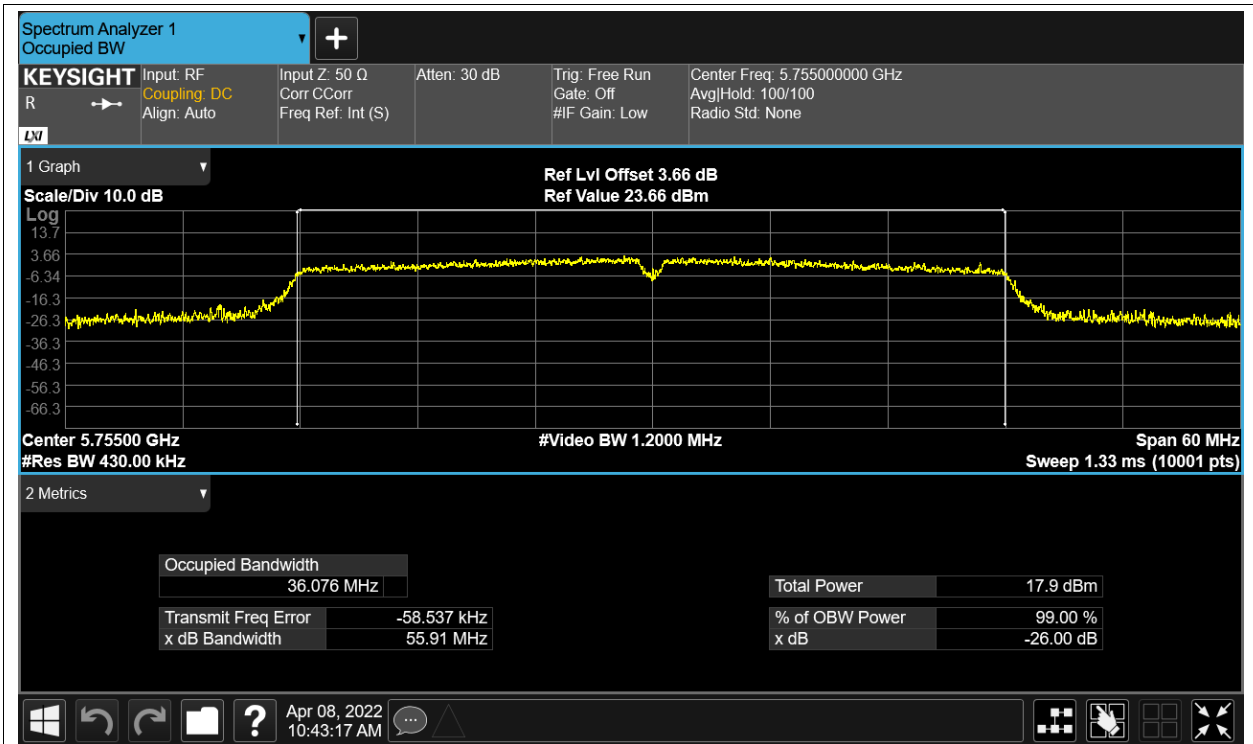 Spectrum Analyzer 1
Occupied BW
KEYSIGHT
R
LXI
Input: RF
Coupling: DC
Align: Auto
Input Z: 50 Ω
Corr CCorr
Freq Ref: Int (S)
Atten: 30 dB
Trig: Free Run
Gate: Off
#IF Gain: Low
Center Freq: 5.755000000 GHz
Avg|Hold: 100/100
Radio Std: None
1 Graph
Scale/Div 10.0 dB
Ref Lvl Offset 3.66 dB
Ref Value 23.66 dBm
Log
13.7
3.66
-6.34
-16.3
-26.3
-36.3
-46.3
-56.3
-66.3
Center 5.75500 GHz
#Video BW 1.2000 MHz
Span 60 MHz
#Res BW 430.00 kHz
Sweep 1.33 ms (10001 pts)
2 Metrics
Occupied Bandwidth
36.076 MHz
Transmit Freq Error -58.537 kHz
x dB Bandwidth 55.91 MHz
Total Power 17.9 dBm
% of OBW Power 99.00 %
x dB -26.00 dB
Apr 08, 2022
10:43:17 AM